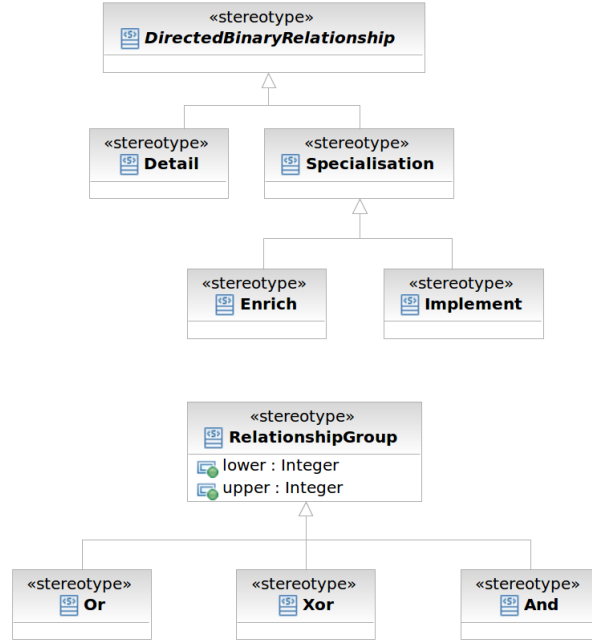 «stereotype»
DirectedBinaryRelationship
«stereotype»
Detail
«stereotype»
Specialisation
«stereotype»
Enrich
«stereotype»
Implement
«stereotype»
RelationshipGroup
lower : Integer
upper : Integer
«stereotype»
Or
«stereotype»
Xor
«stereotype»
And